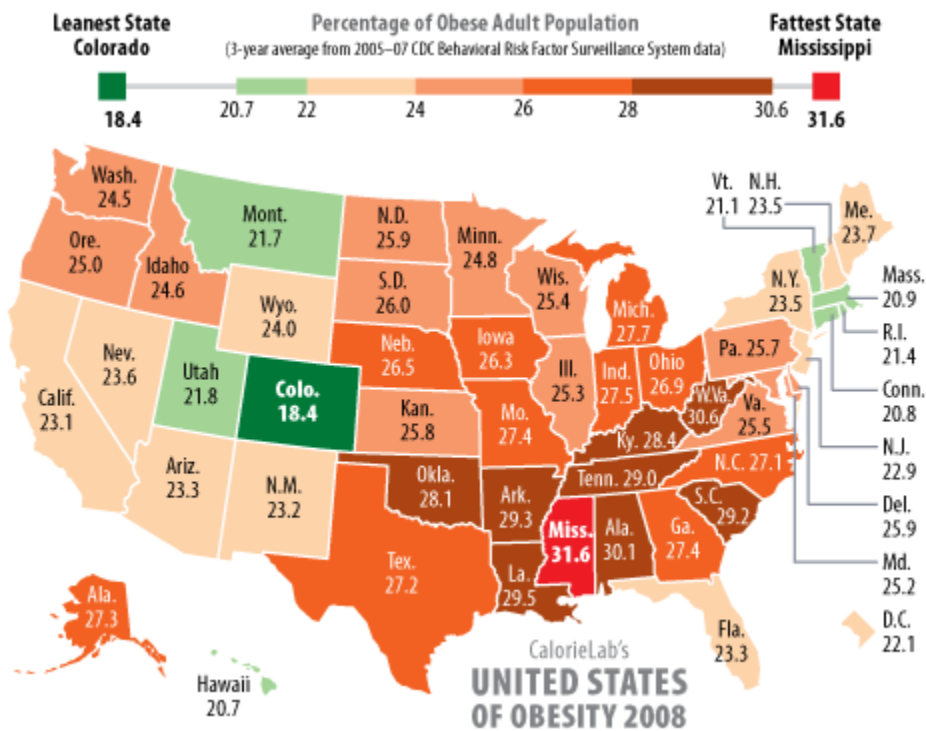 Leanest State
Colorado
Percentage of Obese Adult Population
(3-year average from 2005–07 CDC Behavioral Risk Factor Surveillance System data)
Fattest State
Mississippi
18.4
20.7
22
24
26
28
30.6
31.6
Wash.
24.5
Ore.
25.0
Idaho
24.6
Mont.
21.7
Wyo.
24.0
N.D.
25.9
S.D.
26.0
Minn.
24.8
Wis.
25.4
Mich.
27.7
Vt.
21.1
N.H.
23.5
Me.
23.7
N.Y.
23.5
Mass.
20.9
R.I.
21.4
Conn.
20.8
N.J.
22.9
Del.
25.9
Md.
25.2
D.C.
22.1
Calif.
23.1
Nev.
23.6
Utah
21.8
Colo.
18.4
Neb.
26.5
Kan.
25.8
Iowa
26.3
Mo.
27.4
Ill.
25.3
Ind.
27.5
Ohio
26.9
Pa. 25.7
W.Va.
30.6
Va.
25.5
Ky. 28.4
Tenn. 29.0
N.C. 27.1
S.C.
29.2
Ariz.
23.3
N.M.
23.2
Okla.
28.1
Ark.
29.3
Tex.
27.2
La.
29.5
Miss.
31.6
Ala.
30.1
Ga.
27.4
Fla.
23.3
Ala.
27.3
Hawaii
20.7
CalorieLab's
UNITED STATES
OF OBESITY 2008